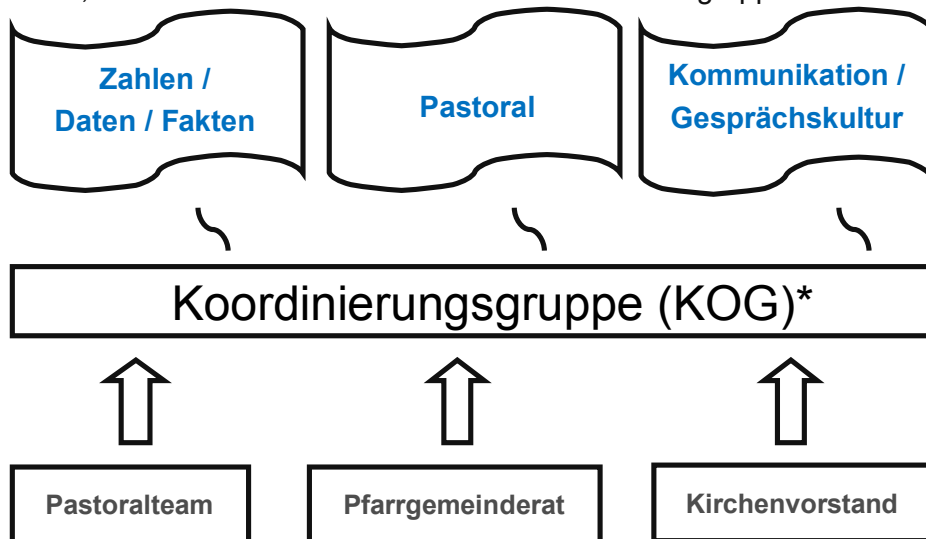 Zahlen /
Daten / Fakten
Pastoral
Kommunikation /
Gesprächskultur
Koordinierungsgruppe (KOG)*
Pastoralteam
Pfarrgemeinderat
Kirchenvorstand